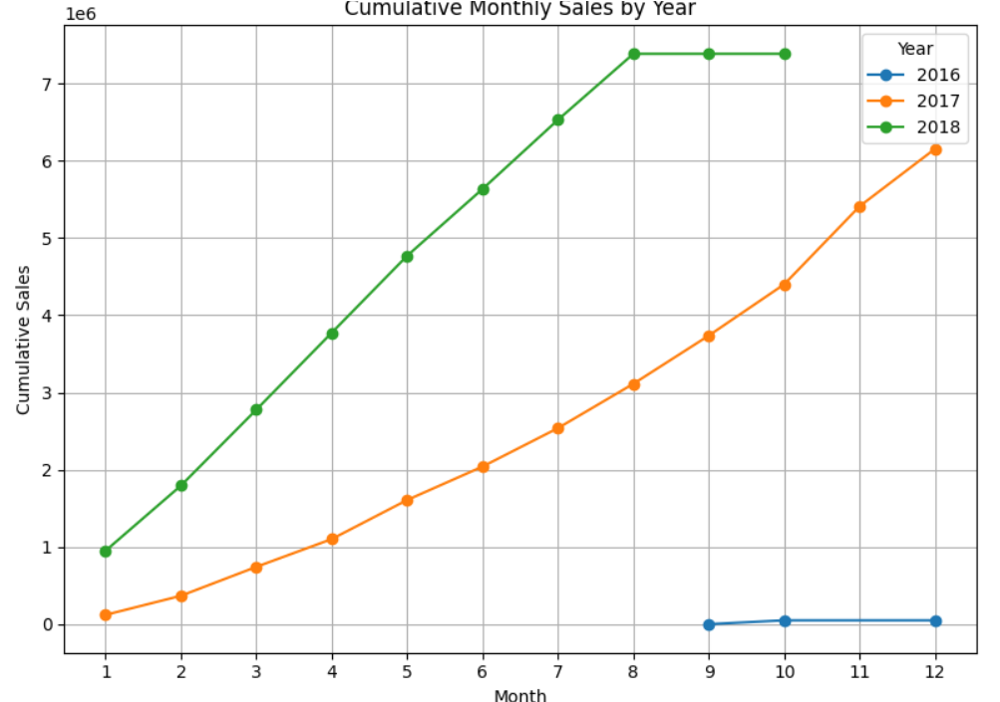 Cumulative Monthly Sales by Year
1e6
Year
2016
2017
2018
7
6
5
4
3
2
1
0
Cumulative Sales
1 2 3 4 5 6 7 8 9 10 11 12
Month